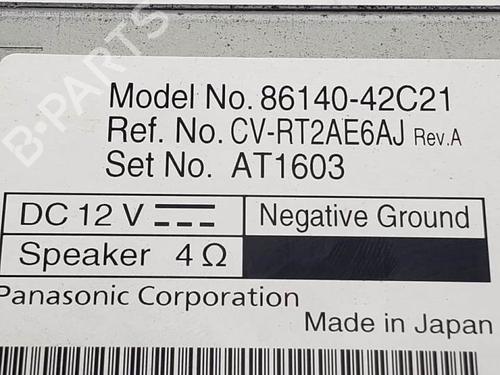 B-PARTS
Model No. 86140-42C21
Ref. No. CV-RT2AE6AJ Rev.A
Set No. AT1603
DC 12 V
Negative Ground
Speaker 4 Ω
Panasonic Corporation
Made in Japan